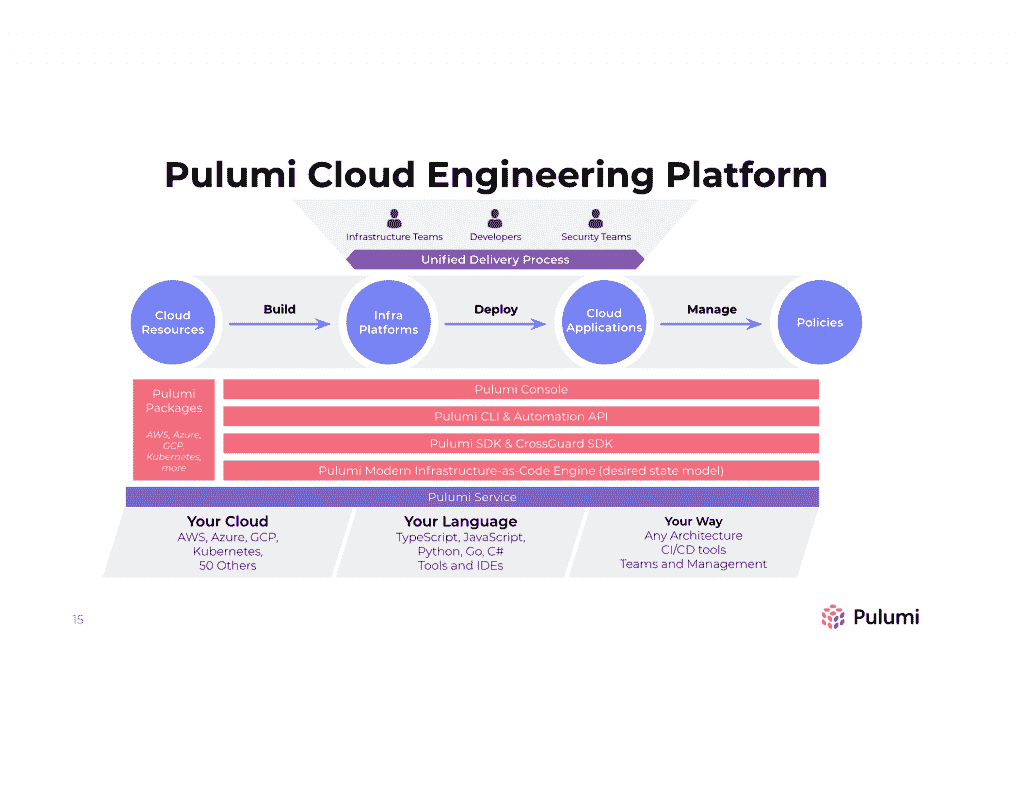 Pulumi Cloud Engineering Platform
Infrastructure Teams
Developers
Security Teams
Unified Delivery Process
Cloud
Resources
Build
Infra
Platforms
Deploy
Cloud
Applications
Manage
Policies
Pulumi
Packages
AWS, Azure,
GCP,
Kubernetes,
more
Pulumi Console
Pulumi CLI & Automation API
Pulumi SDK & CrossGuard SDK
Pulumi Modern Infrastructure-as-Code Engine (desired state model)
Pulumi Service
Your Cloud
AWS, Azure, GCP,
Kubernetes,
50 Others
Your Language
TypeScript, JavaScript,
Python, Go, C#
Tools and IDEs
Your Way
Any Architecture
CI/CD tools
Teams and Management
15
Pulumi